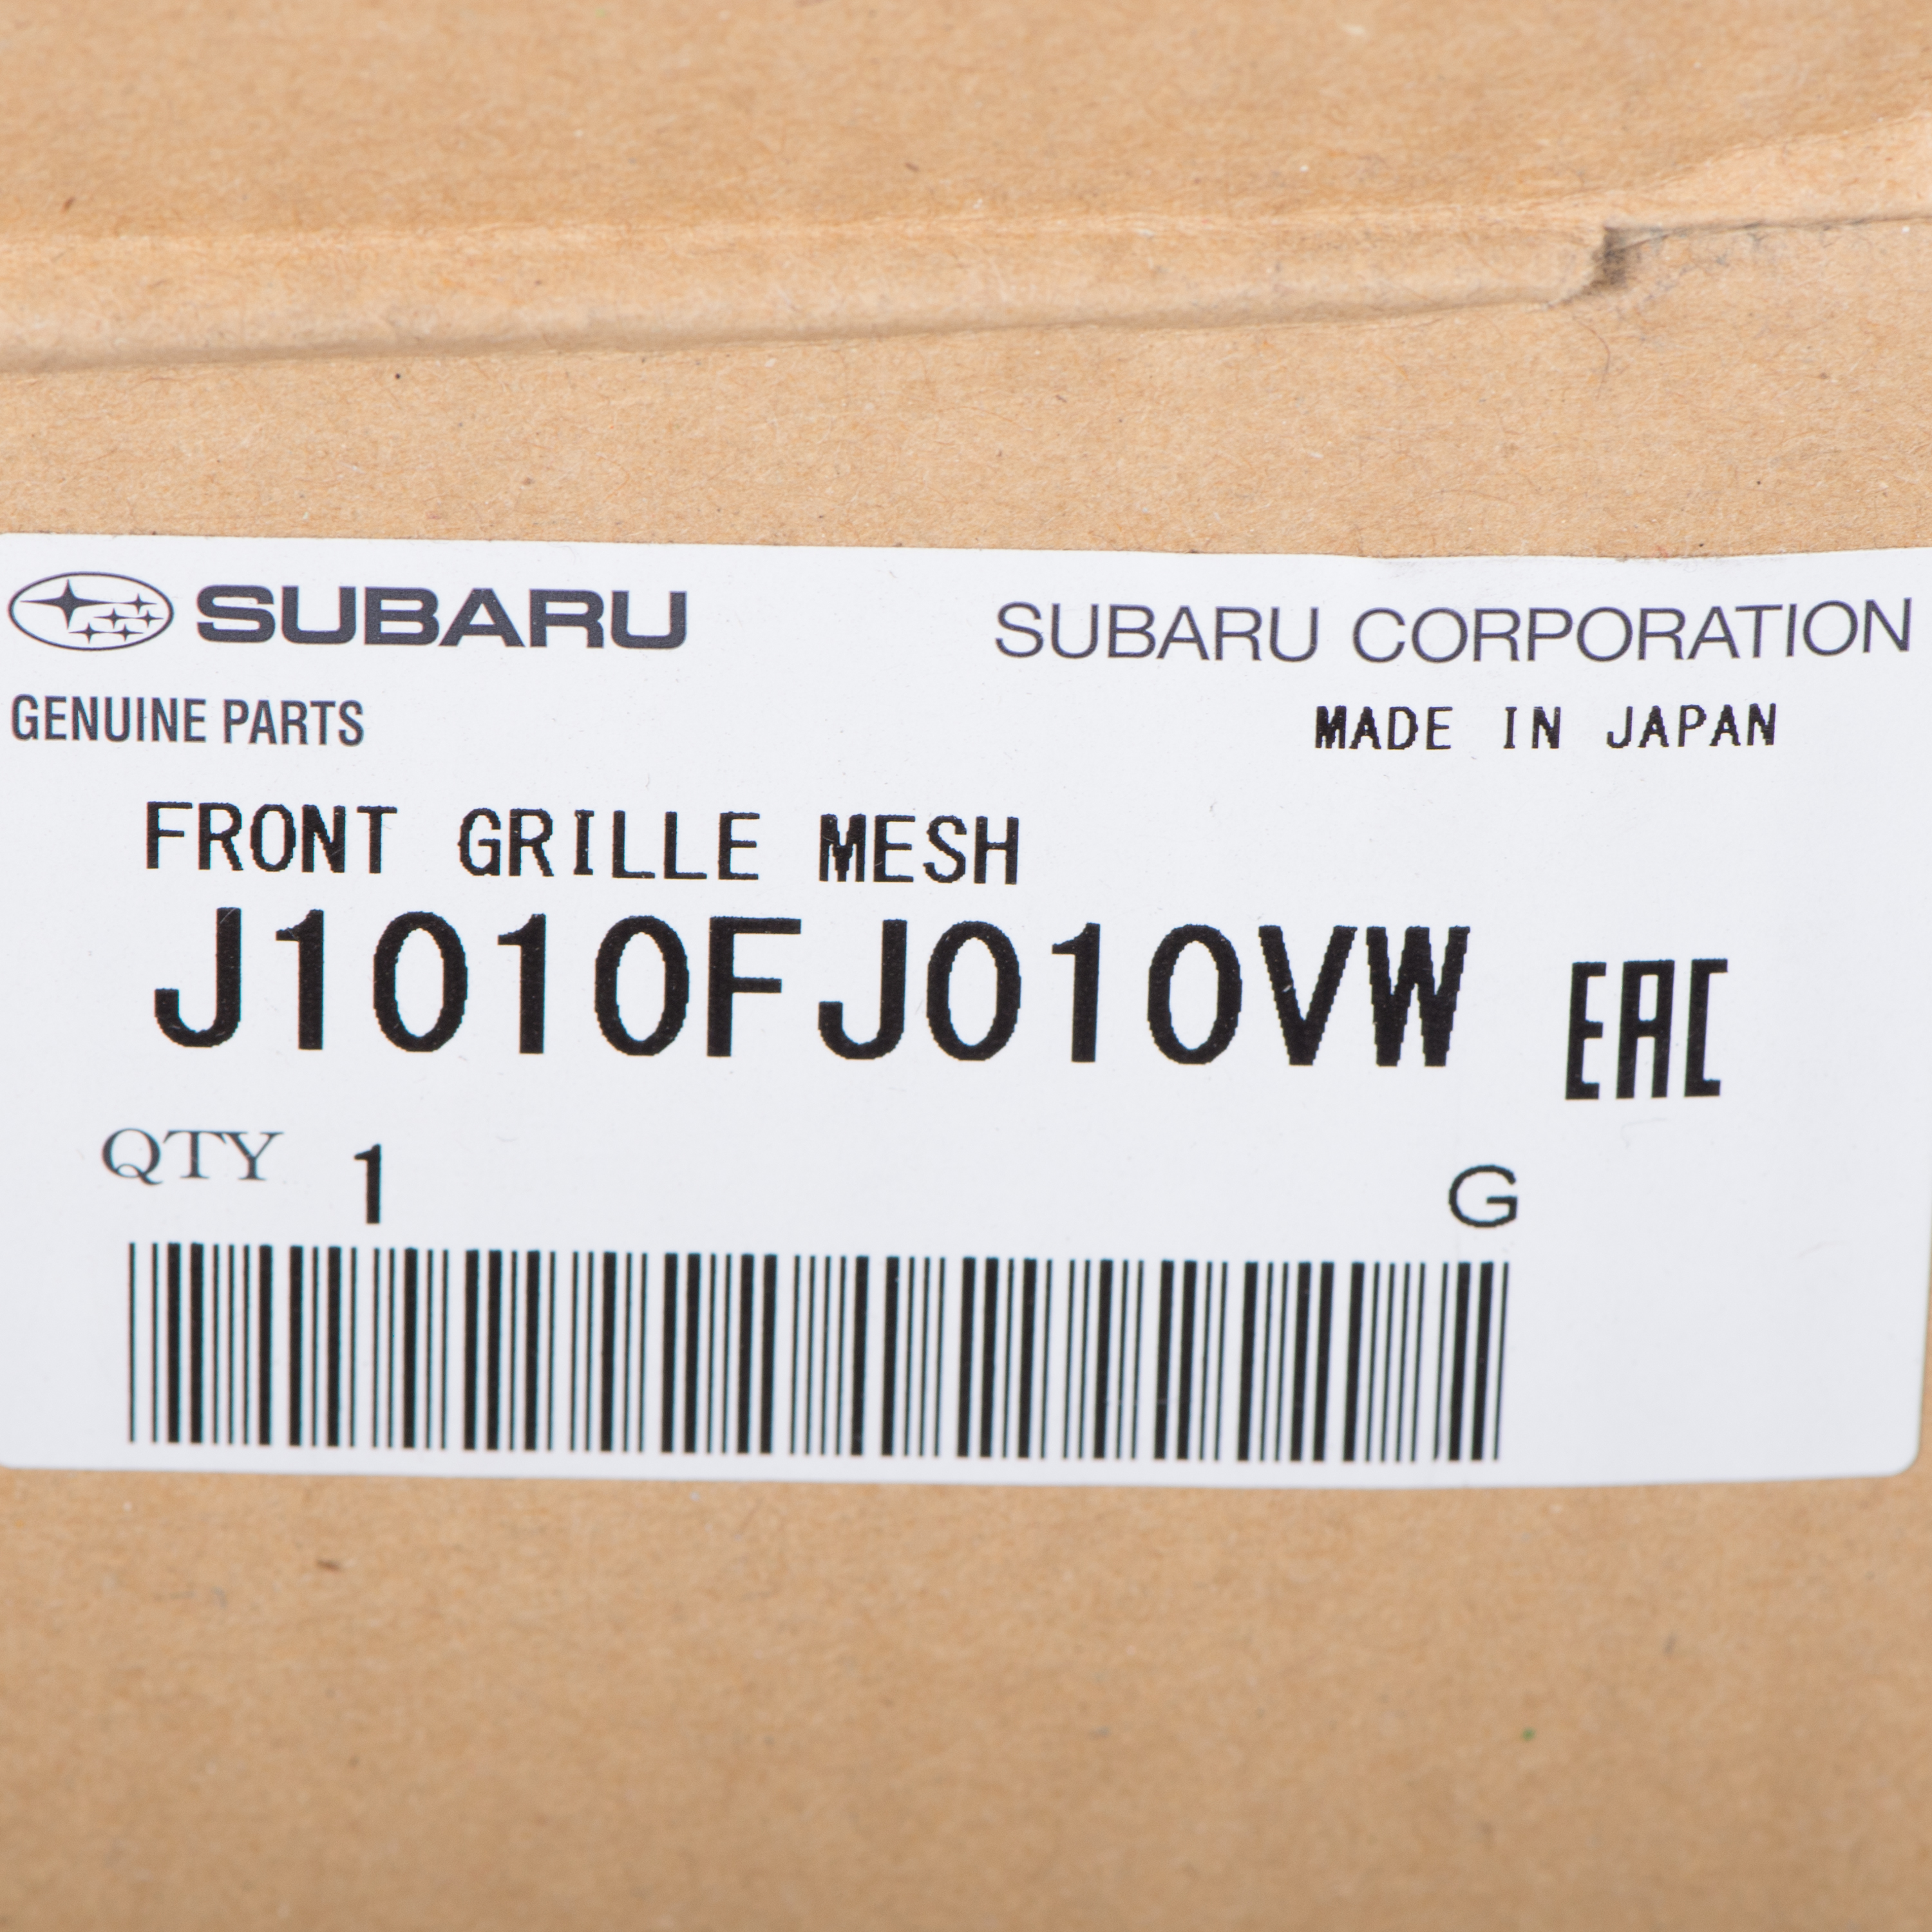 SUBARU SUBARU CORPORATION
GENUINE PARTS MADE IN JAPAN
FRONT GRILLE MESH
J1010FJ010VW EAC
QTY 1 G